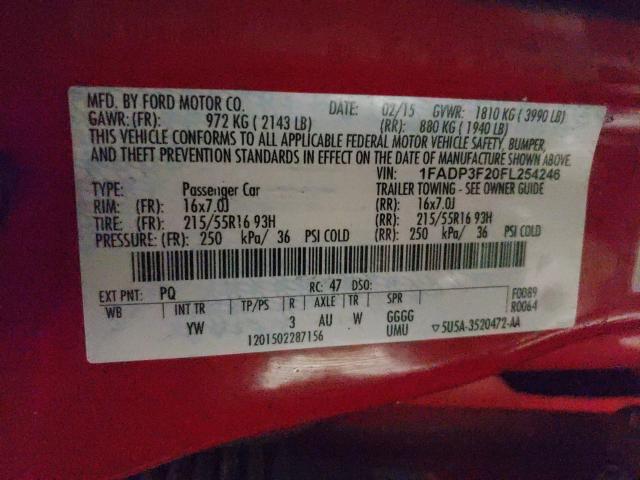 MFD. BY FORD MOTOR CO.
DATE: 02/15 GVWR: 1810 KG (3990 LB)
GAWR: (FR): 972 KG (2143 LB) (RR): 880 KG (1940 LB)
THIS VEHICLE CONFORMS TO ALL APPLICABLE FEDERAL MOTOR VEHICLE SAFETY, BUMPER,
AND THEFT PREVENTION STANDARDS IN EFFECT ON THE DATE OF MANUFACTURE SHOWN ABOVE.
VIN: 1FADP3F20FL254246
TYPE: Passenger Car TRAILER TOWING - SEE OWNER GUIDE
RIM: (FR): 16x7.0J (RR): 16x7.0J
TIRE: (FR): 215/55R16 93H (RR): 215/55R16 93H
PRESSURE: (FR): 250 kPa/ 36 PSI COLD (RR): 250 kPa/ 36 PSI COLD
EXT PNT: PQ RC: 47 DSO: F0089
WB INT TR TP/PS R AXLE TR SPR R0064
YW 3 AU W GGGG
UMU
1201502287156 ▽5U5A-3520472-AA